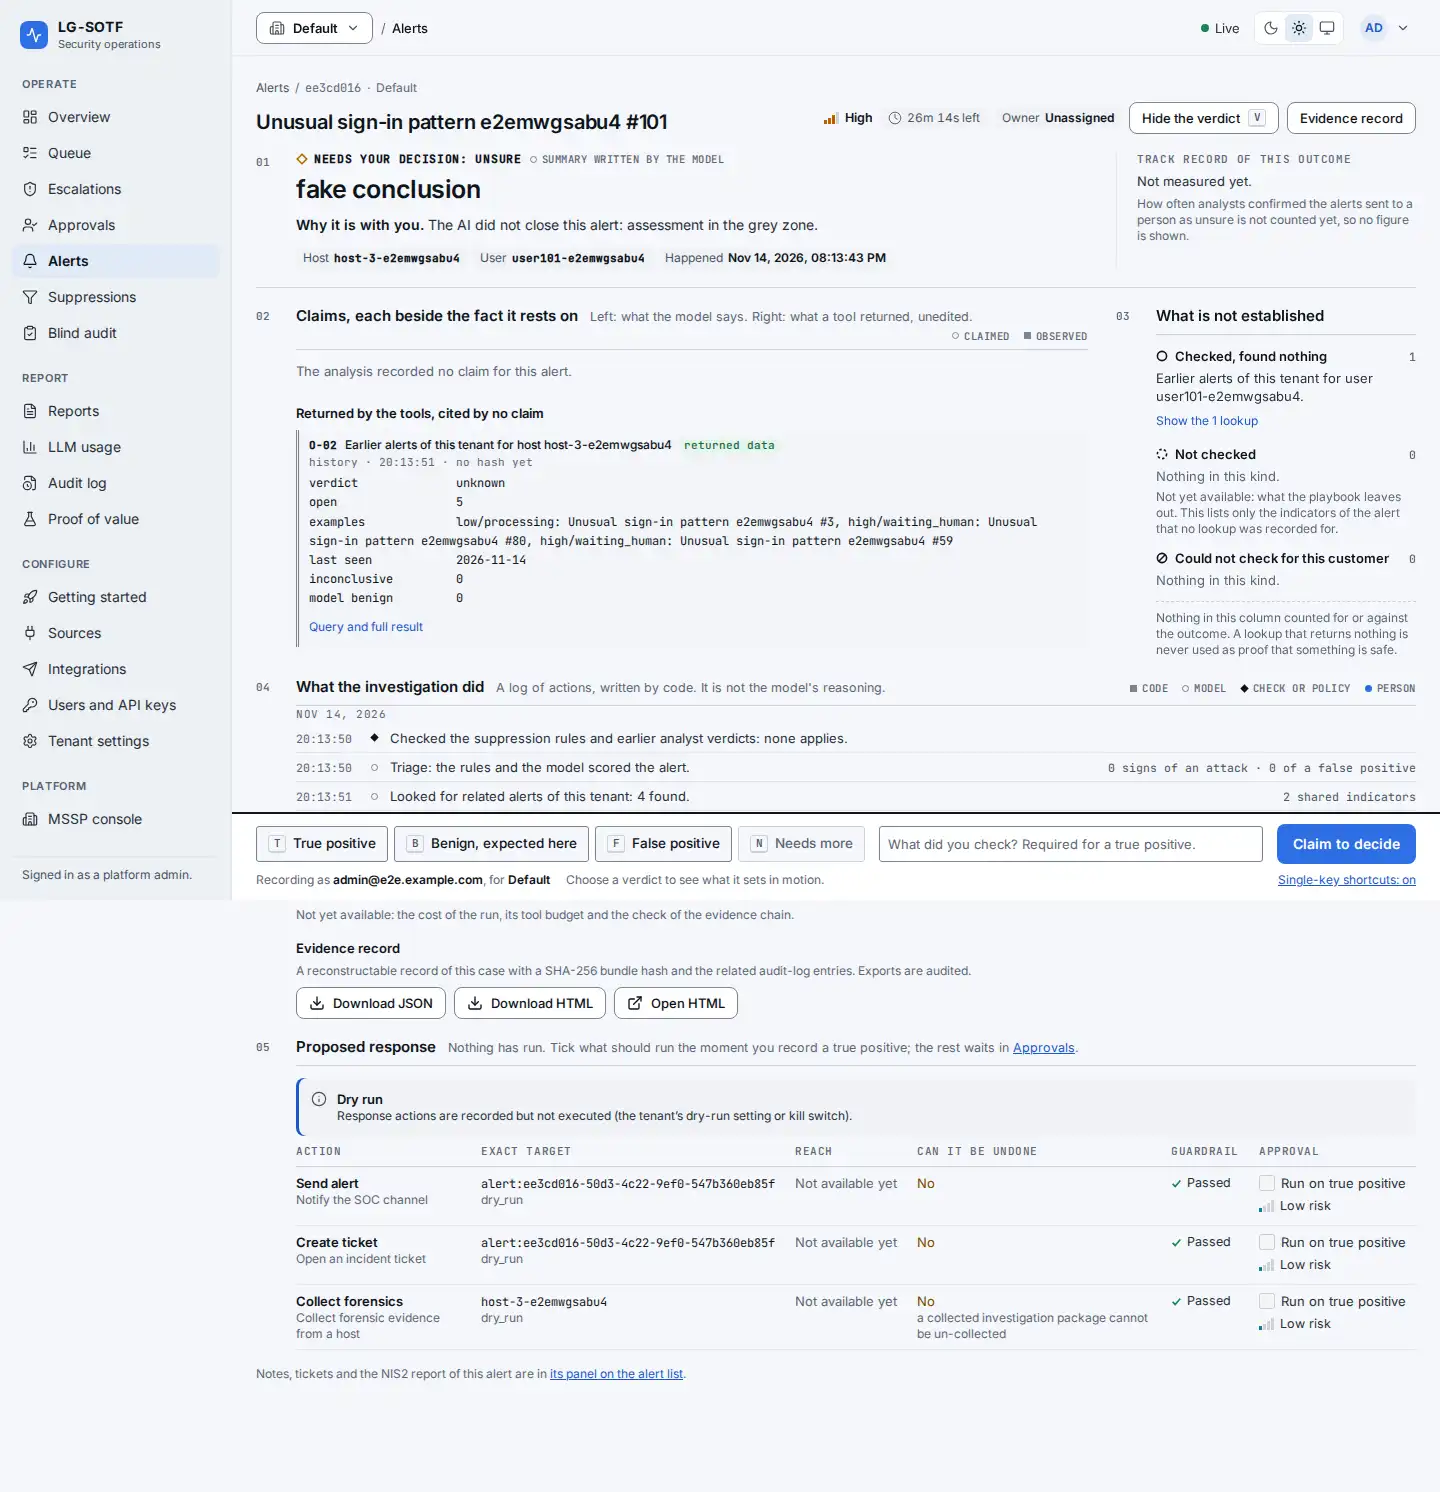 LG-SOTF
Security operations
OPERATE
Overview
Queue
Escalations
Approvals
Alerts
Suppressions
Blind audit
REPORT
Reports
LLM usage
Audit log
Proof of value
CONFIGURE
Getting started
Sources
Integrations
Users and API keys
Tenant settings
PLATFORM
MSSP console
Signed in as a platform admin.
Default / Alerts
Live
AD
Alerts / ee3cd016 · Default
Unusual sign-in pattern e2emwgsabu4 #101
High 26m 14s left Owner Unassigned Hide the verdict V Evidence record
01 NEEDS YOUR DECISION: UNSURE SUMMARY WRITTEN BY THE MODEL
fake conclusion
Why it is with you. The AI did not close this alert: assessment in the grey zone.
Host host-3-e2emwgsabu4 User user101-e2emwgsabu4 Happened Nov 14, 2026, 08:13:43 PM
TRACK RECORD OF THIS OUTCOME
Not measured yet.
How often analysts confirmed the alerts sent to a
person as unsure is not counted yet, so no figure
is shown.
02 Claims, each beside the fact it rests on Left: what the model says. Right: what a tool returned, unedited.
CLAIMED OBSERVED
The analysis recorded no claim for this alert.
Returned by the tools, cited by no claim
O-02 Earlier alerts of this tenant for host host-3-e2emwgsabu4 returned data
history · 20:13:51 · no hash yet
verdict unknown
open 5
examples low/processing: Unusual sign-in pattern e2emwgsabu4 #3, high/waiting_human: Unusual
sign-in pattern e2emwgsabu4 #80, high/waiting_human: Unusual sign-in pattern e2emwgsabu4 #59
last seen 2026-11-14
inconclusive 0
model benign 0
Query and full result
03 What is not established
Checked, found nothing 1
Earlier alerts of this tenant for user
user101-e2emwgsabu4.
Show the 1 lookup
Not checked 0
Nothing in this kind.
Not yet available: what the playbook leaves
out. This lists only the indicators of the alert
that no lookup was recorded for.
Could not check for this customer 0
Nothing in this kind.
Nothing in this column counted for or against
the outcome. A lookup that returns nothing is
never used as proof that something is safe.
04 What the investigation did A log of actions, written by code. It is not the model's reasoning.
CODE MODEL CHECK OR POLICY PERSON
NOV 14, 2026
20:13:50 Checked the suppression rules and earlier analyst verdicts: none applies.
20:13:50 Triage: the rules and the model scored the alert. 0 signs of an attack · 0 of a false positive
20:13:51 Looked for related alerts of this tenant: 4 found. 2 shared indicators
T True positive B Benign, expected here F False positive N Needs more What did you check? Required for a true positive. Claim to decide
Recording as admin@e2e.example.com, for Default Choose a verdict to see what it sets in motion. Single-key shortcuts: on
Not yet available: the cost of the run, its tool budget and the check of the evidence chain.
Evidence record
A reconstructable record of this case with a SHA-256 bundle hash and the related audit-log entries. Exports are audited.
Download JSON Download HTML Open HTML
05 Proposed response Nothing has run. Tick what should run the moment you record a true positive; the rest waits in Approvals.
Dry run
Response actions are recorded but not executed (the tenant's dry-run setting or kill switch).
ACTION EXACT TARGET REACH CAN IT BE UNDONE GUARDRAIL APPROVAL
Send alert alert:ee3cd016-50d3-4c22-9ef0-547b360eb85f Not available yet No Passed Run on true positive
Notify the SOC channel dry_run Low risk
Create ticket alert:ee3cd016-50d3-4c22-9ef0-547b360eb85f Not available yet No Passed Run on true positive
Open an incident ticket dry_run Low risk
Collect forensics host-3-e2emwgsabu4 Not available yet No Passed Run on true positive
Collect forensic evidence dry_run a collected investigation package cannot Low risk
from a host be un-collected
Notes, tickets and the NIS2 report of this alert are in its panel on the alert list.